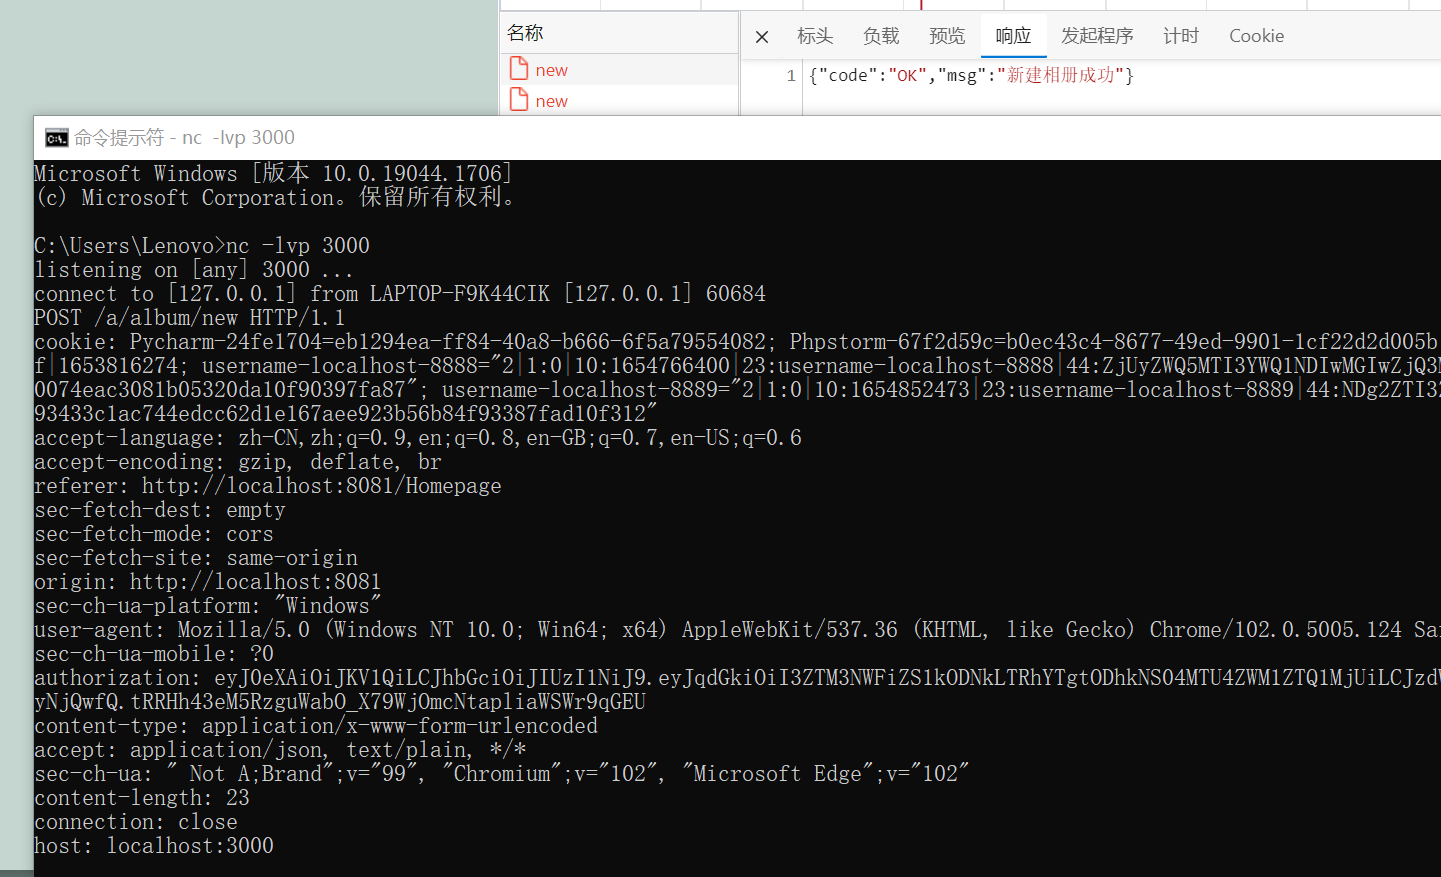 名称
标头 负载 预览 响应 发起程序 计时 Cookie
new
1 {"code":"OK","msg":"新建相册成功"}
new
命令提示符 - nc -lvp 3000
Microsoft Windows [版本 10.0.19044.1706]
(c) Microsoft Corporation。保留所有权利。
C:\Users\Lenovo>nc -lvp 3000
listening on [any] 3000 ...
connect to [127.0.0.1] from LAPTOP-F9K44CIK [127.0.0.1] 60684
POST /a/album/new HTTP/1.1
cookie: Pycharm-24fe1704=eb1294ea-ff84-40a8-b666-6f5a79554082; Phpstorm-67f2d59c=b0ec43c4-8677-49ed-9901-1cf22d2d005b
f|1653816274; username-localhost-8888="2|1:0|10:1654766400|23:username-localhost-8888|44:ZjUyZWQ5MTI3YWQ1NDIwMGIwZjQ3
0074eac3081b05320da10f90397fa87"; username-localhost-8889="2|1:0|10:1654852473|23:username-localhost-8889|44:NDg2ZTI3
93433c1ac744edcc62d1e167aee923b56b84f93387fad10f312"
accept-language: zh-CN,zh;q=0.9,en;q=0.8,en-GB;q=0.7,en-US;q=0.6
accept-encoding: gzip, deflate, br
referer: http://localhost:8081/Homepage
sec-fetch-dest: empty
sec-fetch-mode: cors
sec-fetch-site: same-origin
origin: http://localhost:8081
sec-ch-ua-platform: "Windows"
user-agent: Mozilla/5.0 (Windows NT 10.0; Win64; x64) AppleWebKit/537.36 (KHTML, like Gecko) Chrome/102.0.5005.124 Sa
sec-ch-ua-mobile: ?0
authorization: eyJ0eXAiOiJKV1QiLCJhbGciOiJIUzI1NiJ9.eyJqdGkiOiI3ZTM3NWFiZS1kODNkLTRhYTgtODhkNS04MTU4ZWM1ZTQ1MjUiLCJzd
yNjQwfQ.tRRHh43eM5RzguWabO_X79WjOmcNtapliaWSWr9qGEU
content-type: application/x-www-form-urlencoded
accept: application/json, text/plain, */*
sec-ch-ua: " Not A;Brand";v="99", "Chromium";v="102", "Microsoft Edge";v="102"
content-length: 23
connection: close
host: localhost:3000